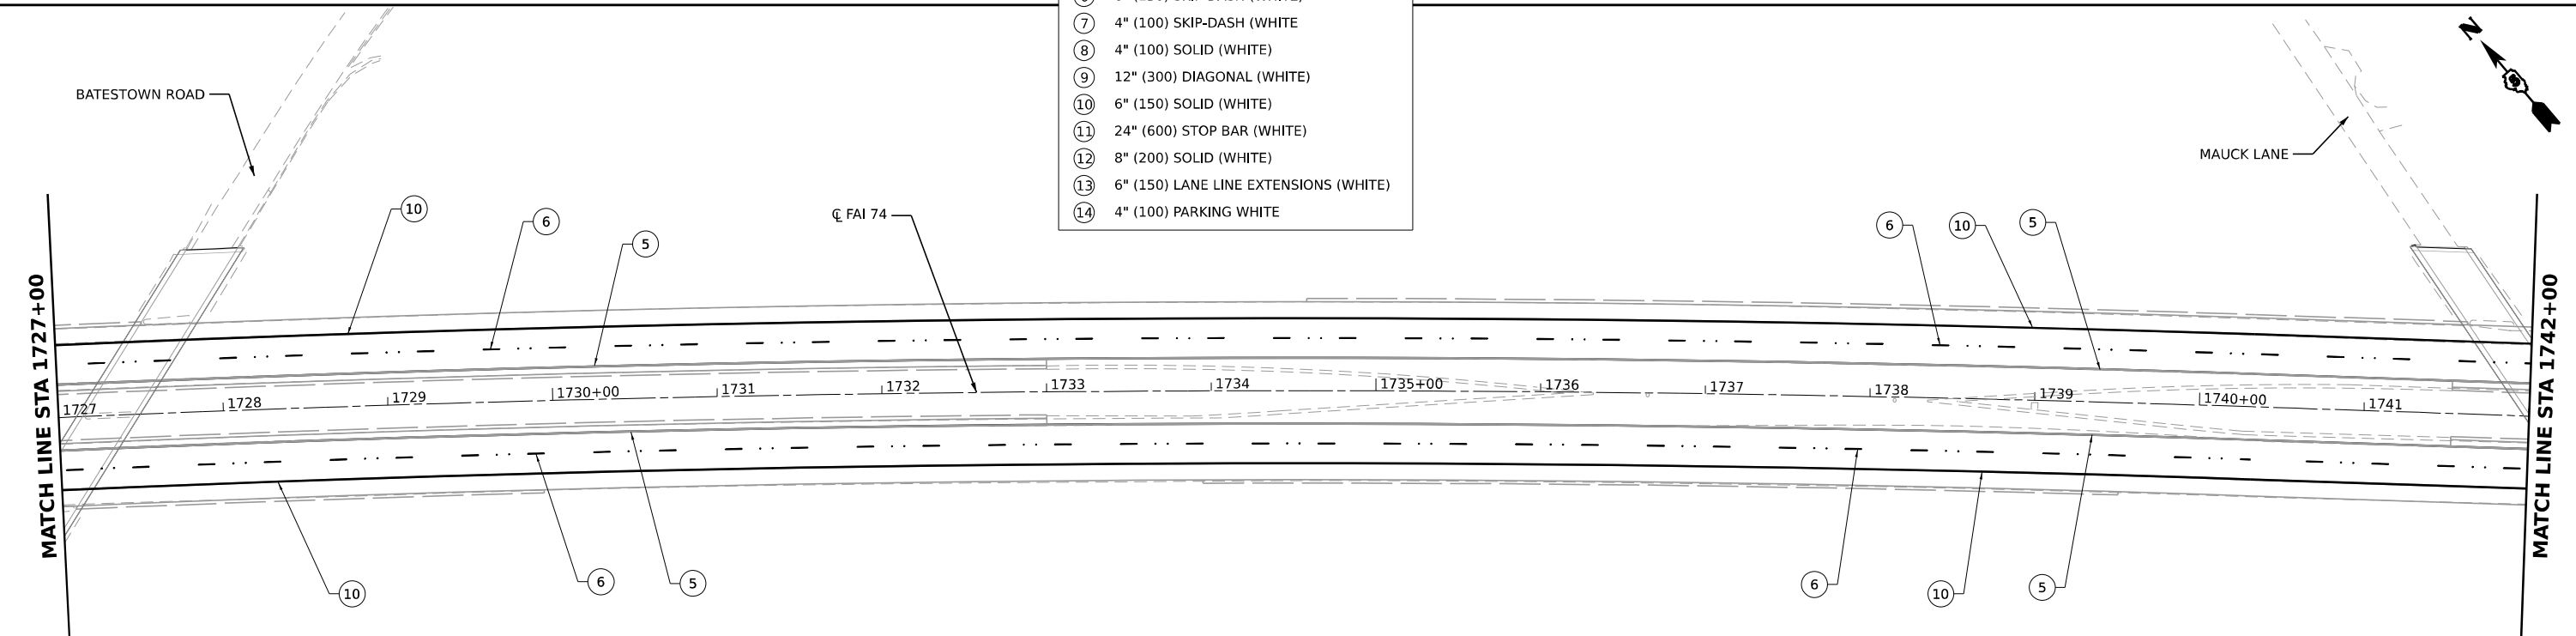 7 4" (100) SKIP-DASH (WHITE
8 4" (100) SOLID (WHITE)
9 12" (300) DIAGONAL (WHITE)
10 6" (150) SOLID (WHITE)
11 24" (600) STOP BAR (WHITE)
12 8" (200) SOLID (WHITE)
13 6" (150) LANE LINE EXTENSIONS (WHITE)
14 4" (100) PARKING WHITE
N
BATESTOWN ROAD
MAUCK LANE
10
6
5
℄ FAI 74
6
10
5
MATCH LINE STA 1727+00
1727
1728
1729
1730+00
1731
1732
1733
1734
1735+00
1736
1737
1738
1739
1740+00
1741
MATCH LINE STA 1742+00
10
6
5
6
10
5